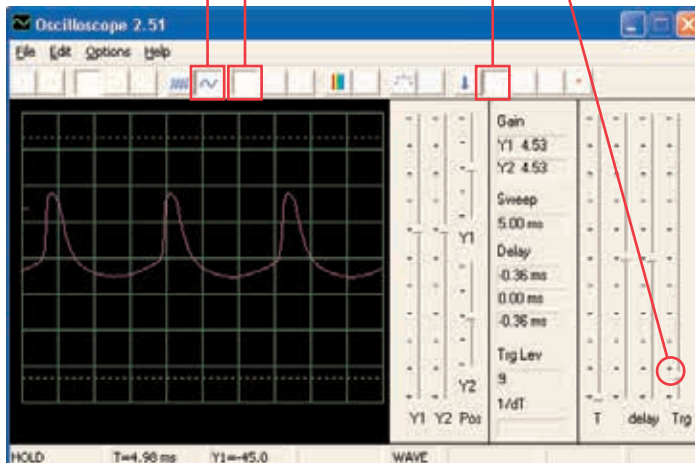 Oscilloscope 2.51
File Edit Options Help
Gain
Y1 4.53
Y2 4.53
Sweep
5.00 ms
Delay
-0.36 ms
0.00 ms
-0.36 ms
Trg Lev
9
1/dT
Y1
Y2
Y1 Y2 Pos
T delay Trg
HOLD T=4.98 ms Y1=-45.0 WAVE